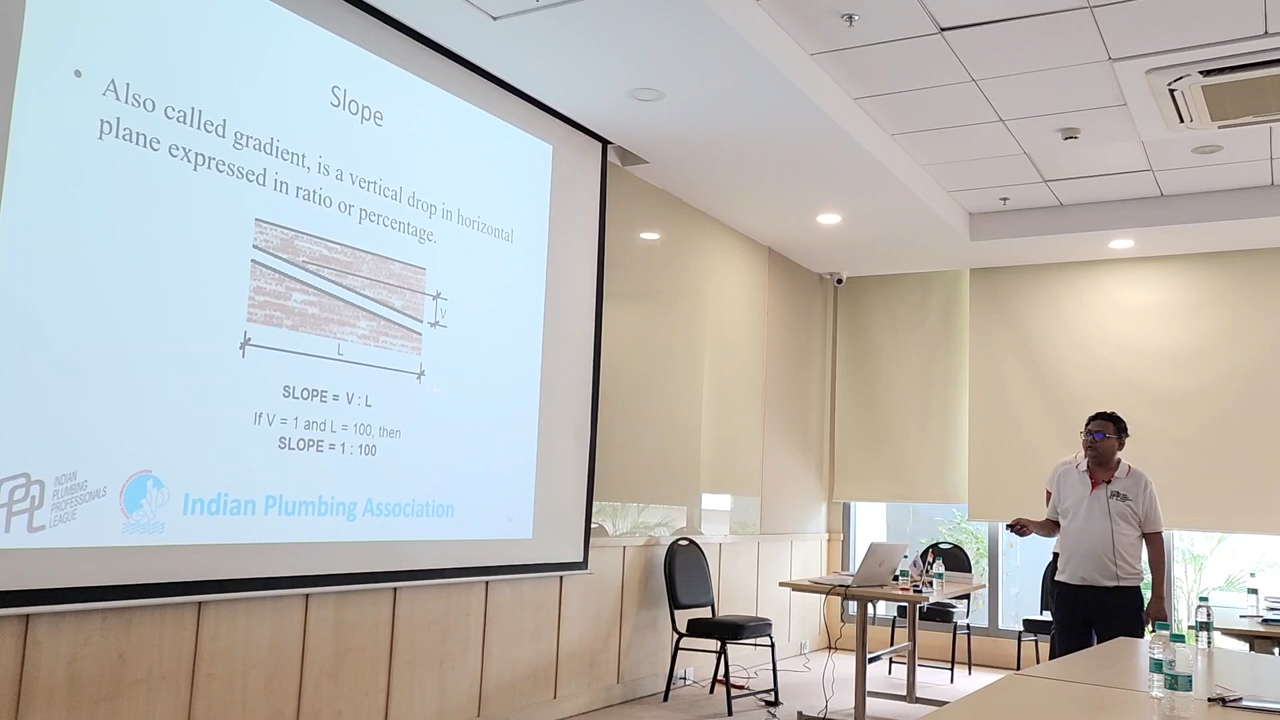 Slope
• Also called gradient, is a vertical drop in horizontal
plane expressed in ratio or percentage.
V
L
SLOPE = V : L
If V = 1 and L = 100, then
SLOPE = 1 : 100
INDIAN
PLUMBING
PROFESSIONALS
LEAGUE
Indian Plumbing Association